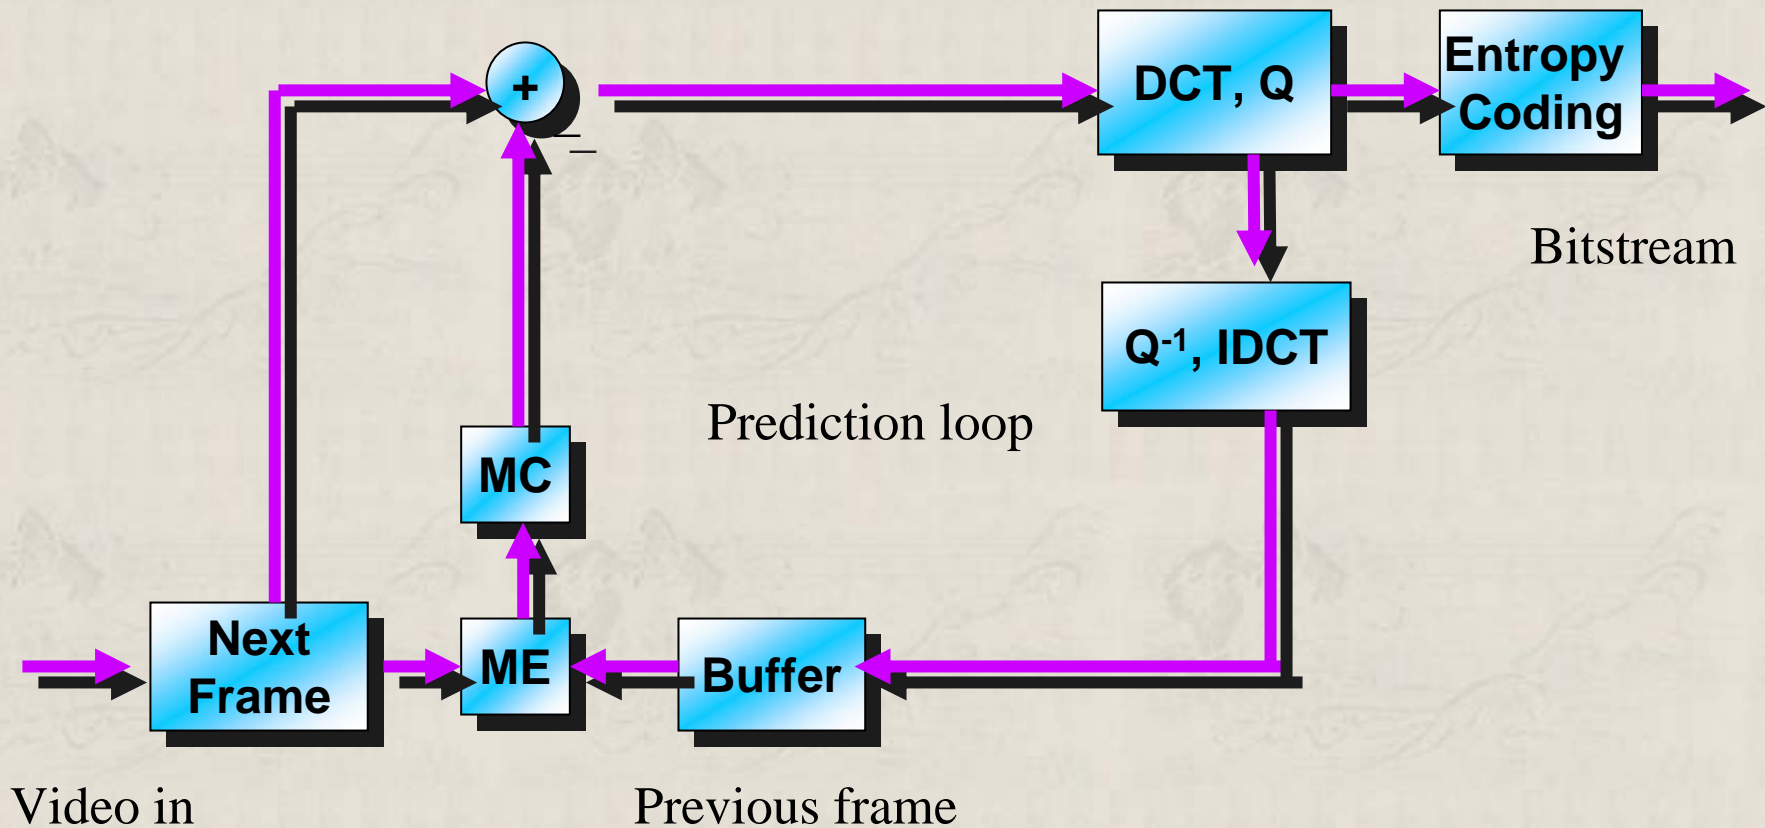 +
_
DCT, Q
Entropy
Coding
Bitstream
Q-1, IDCT
Prediction loop
MC
Next
Frame
ME
Buffer
Video in
Previous frame